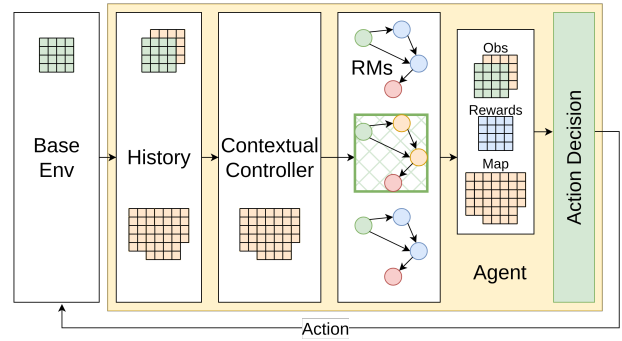 Base
Env
History
Contextual
Controller
RMs
Obs
Rewards
Map
Agent
Action Decision
Action